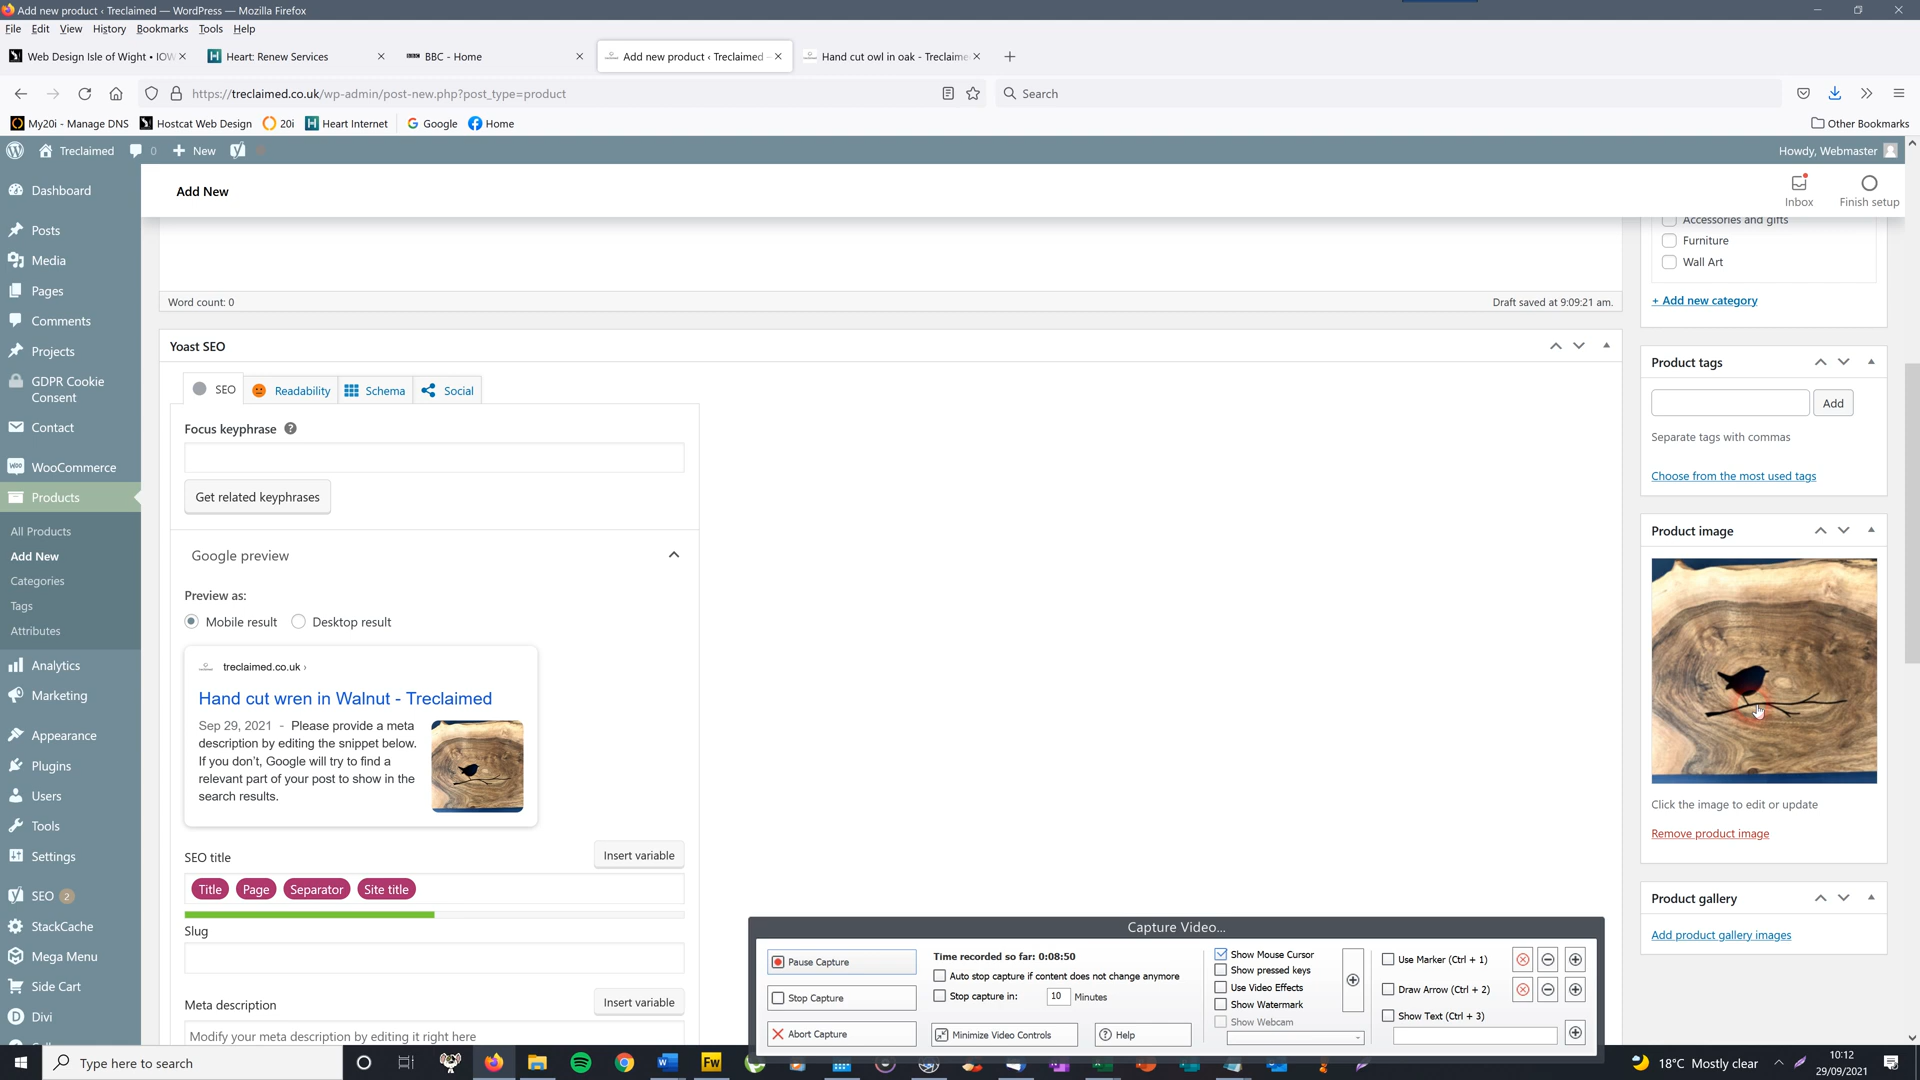 Add new product ‹ Treclaimed — WordPress — Mozilla Firefox
File Edit View History Bookmarks Tools Help
Web Design Isle of Wight • IOW
Heart: Renew Services
BBC - Home
Add new product ‹ Treclaimed
Hand cut owl in oak - Treclaime
https://treclaimed.co.uk/wp-admin/post-new.php?post_type=product
Search
My20i - Manage DNS Hostcat Web Design 20i Heart Internet Google Home Other Bookmarks
Treclaimed 0 New Howdy, Webmaster
Dashboard
Posts
Media
Pages
Comments
Projects
GDPR Cookie
Consent
Contact
WooCommerce
Products
All Products
Add New
Categories
Tags
Attributes
Analytics
Marketing
Appearance
Plugins
Users
Tools
Settings
SEO 2
StackCache
Mega Menu
Side Cart
Divi
Add New
Inbox
Finish setup
Word count: 0
Draft saved at 9:09:21 am.
Yoast SEO
SEO Readability Schema Social
Focus keyphrase ?
Get related keyphrases
Google preview
Preview as:
Mobile result Desktop result
treclaimed.co.uk ›
Hand cut wren in Walnut - Treclaimed
Sep 29, 2021 - Please provide a meta
description by editing the snippet below.
If you don't, Google will try to find a
relevant part of your post to show in the
search results.
SEO title
Insert variable
Title Page Separator Site title
Slug
Meta description
Insert variable
Modify your meta description by editing it right here
Accessories and gifts
Furniture
Wall Art
+ Add new category
Product tags
Add
Separate tags with commas
Choose from the most used tags
Product image
Click the image to edit or update
Remove product image
Product gallery
Add product gallery images
Capture Video...
Pause Capture
Stop Capture
Abort Capture
Time recorded so far: 0:08:50
Auto stop capture if content does not change anymore
Stop capture in: 10 Minutes
Minimize Video Controls
Help
Show Mouse Cursor
Show pressed keys
Use Video Effects
Show Watermark
Show Webcam
Use Marker (Ctrl + 1)
Draw Arrow (Ctrl + 2)
Show Text (Ctrl + 3)
Type here to search
Fw
18°C Mostly clear
10:12
29/09/2021